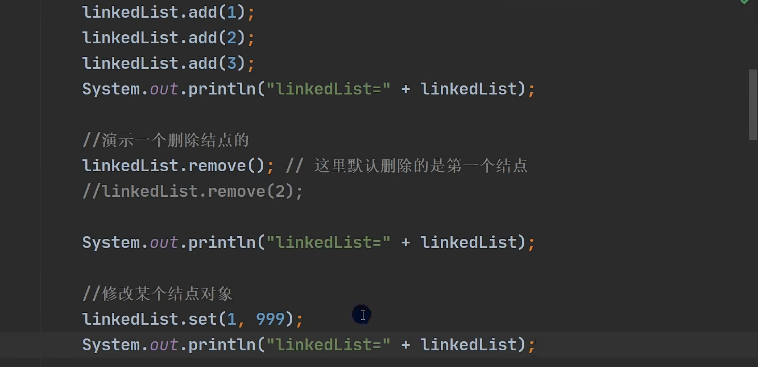 linkedList.add(1);
linkedList.add(2);
linkedList.add(3);
System.out.println("linkedList=" + linkedList);
//演示一个删除结点的
linkedList.remove(); // 这里默认删除的是第一个结点
//linkedList.remove(2);
System.out.println("linkedList=" + linkedList);
//修改某个结点对象
linkedList.set(1, 999);
System.out.println("linkedList=" + linkedList);